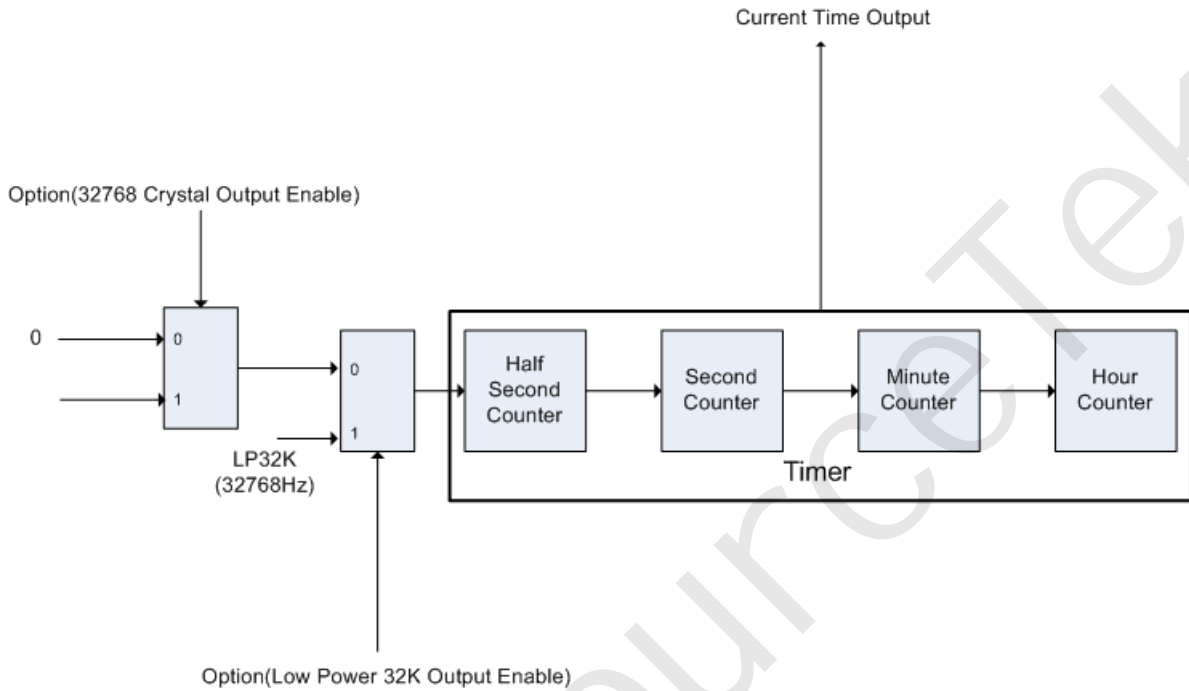 Current Time Output
Option(32768 Crystal Output Enable)
0
0
1
0
1
LP32K
(32768Hz)
Half
Second
Counter
Second
Counter
Minute
Counter
Hour
Counter
Timer
Option(Low Power 32K Output Enable)
ourceTek